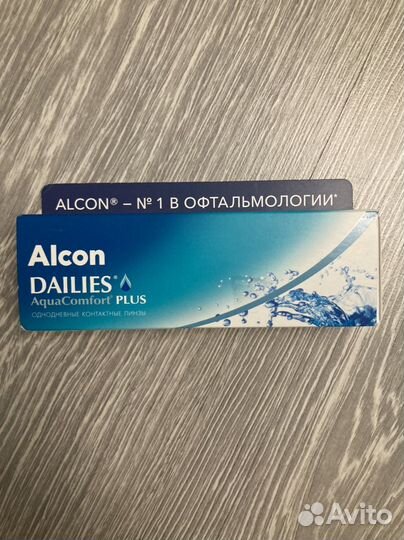 ALCON® – № 1 В ОФТАЛЬМОЛОГИИ*
Alcon
DAILIES®
AquaComfort® PLUS
ОДНОДНЕВНЫЕ КОНТАКТНЫЕ ЛИНЗЫ
Avito